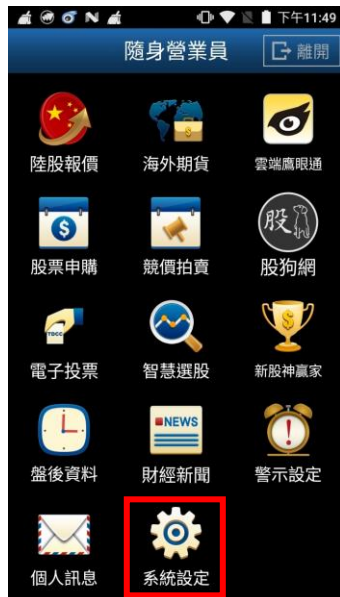 下午11:49
隨身營業員
離開
陸股報價 海外期貨 雲端鷹眼通
$
股
股票申購 競價拍賣 股狗網
TDCC
$
電子投票 智慧選股 新股神贏家
NEWS
盤後資料 財經新聞 警示設定
個人訊息 系統設定